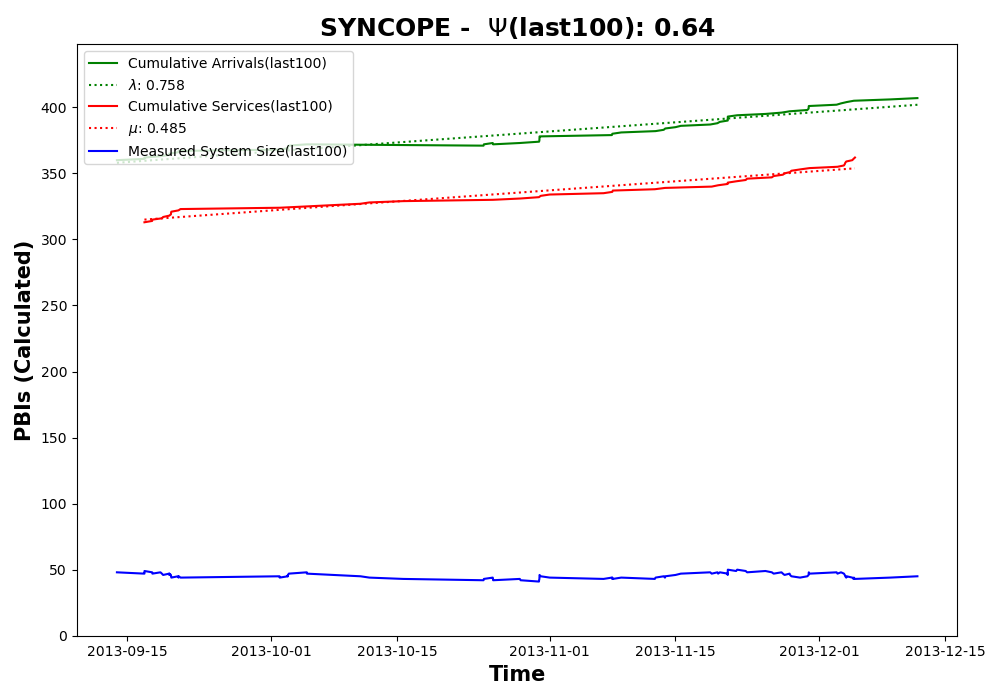 SYNCOPE -  Ψ(last100): 0.64
Cumulative Arrivals(last100)
λ: 0.758
Cumulative Services(last100)
μ: 0.485
Measured System Size(last100)
PBIs (Calculated)
400
350
300
250
200
150
100
50
0
2013-09-15 2013-10-01 2013-10-15 2013-11-01 2013-11-15 2013-12-01 2013-12-15
Time